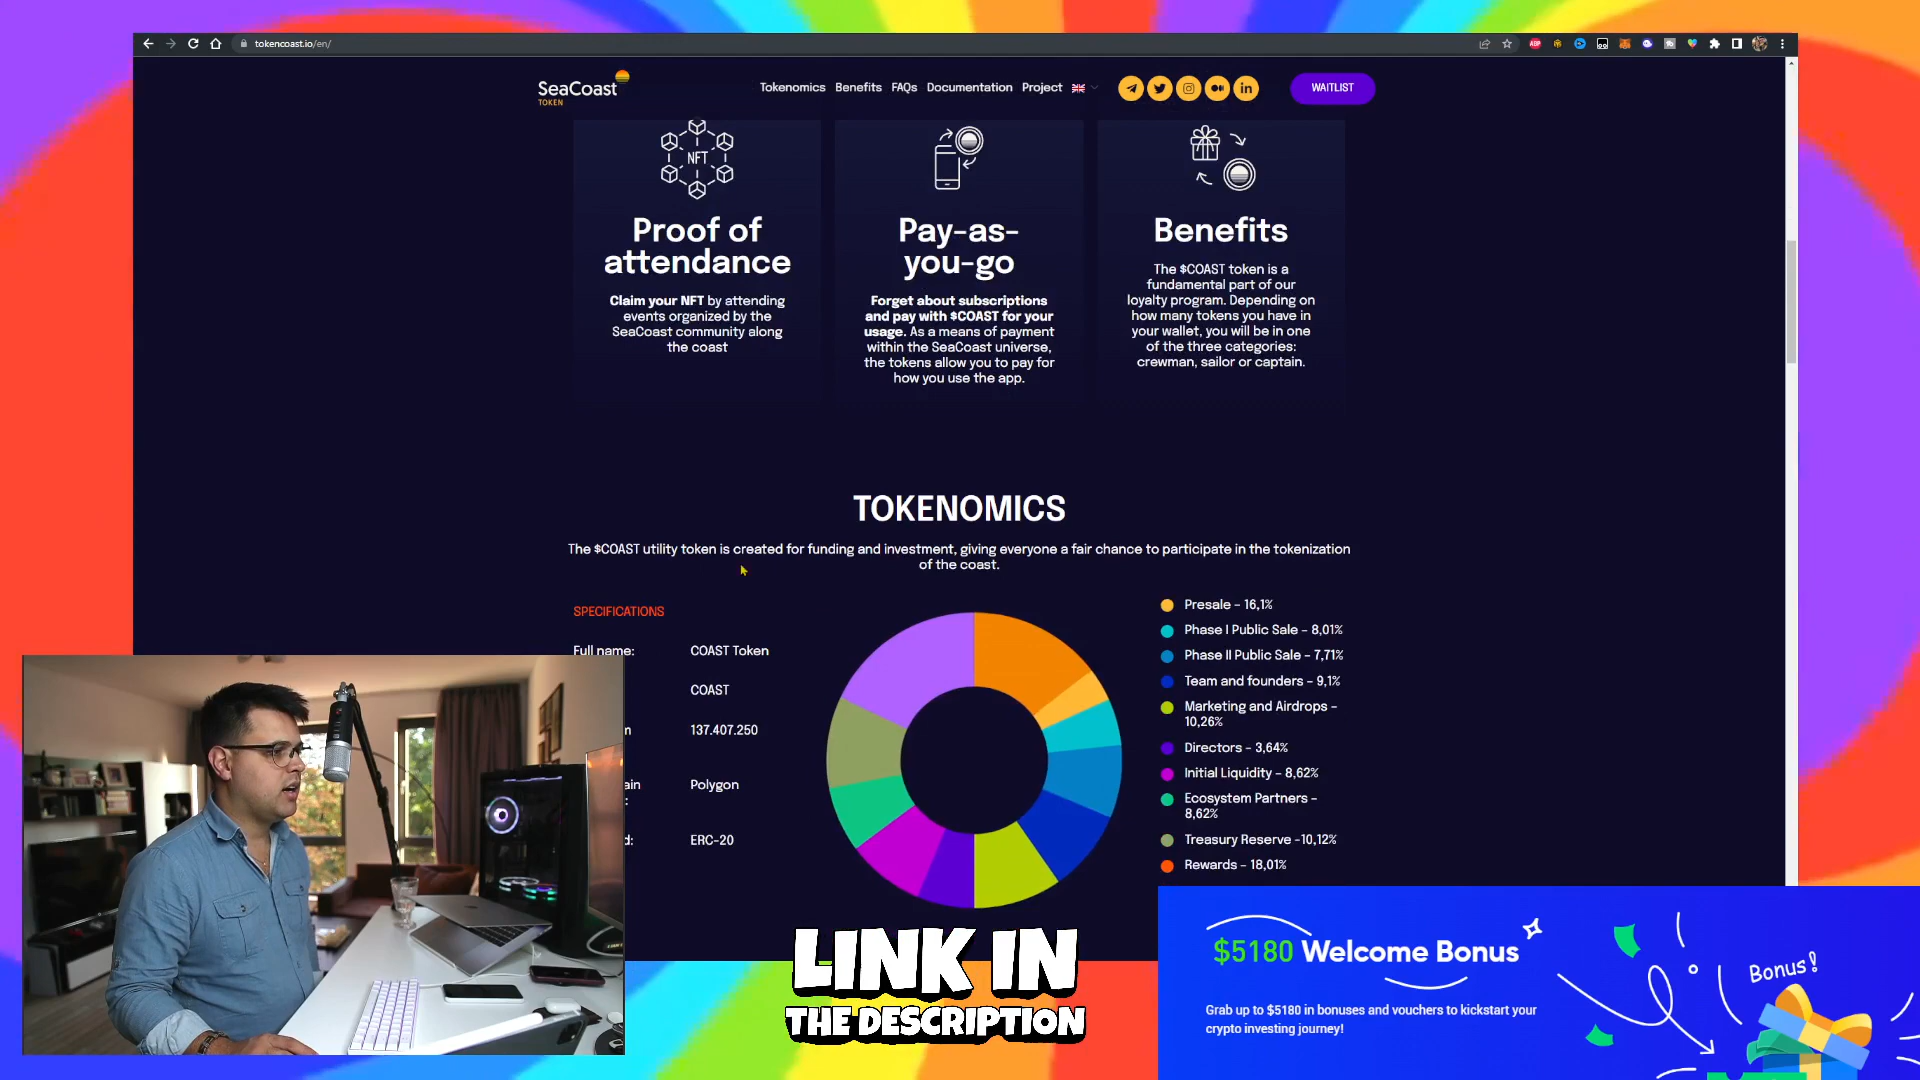 tokencoast.io/en/
SeaCoast
TOKEN
Tokenomics
Benefits
FAQs
Documentation
Project
WAITLIST
NFT
Proof of
attendance
Claim your NFT by attending
events organized by the
SeaCoast community along
the coast
Pay-as-
you-go
Forget about subscriptions
and pay with $COAST for your
usage. As a means of payment
within the SeaCoast universe,
the tokens allow you to pay for
how you use the app.
Benefits
The $COAST token is a
fundamental part of our
loyalty program. Depending on
how many tokens you have in
your wallet, you will be in one
of the three categories:
crewman, sailor or captain.
TOKENOMICS
The $COAST utility token is created for funding and investment, giving everyone a fair chance to participate in the tokenization
of the coast.
SPECIFICATIONS
Full name:
COAST Token
COAST
137.407.250
Polygon
ERC-20
Presale – 16,1%
Phase I Public Sale – 8,01%
Phase II Public Sale – 7,71%
Team and founders – 9,1%
Marketing and Airdrops –
10,26%
Directors – 3,64%
Initial Liquidity – 8,62%
Ecosystem Partners –
8,62%
Treasury Reserve –10,12%
Rewards – 18,01%
LINK IN
THE DESCRIPTION
$5180 Welcome Bonus
Grab up to $5180 in bonuses and vouchers to kickstart your
crypto investing journey!
Bonus!